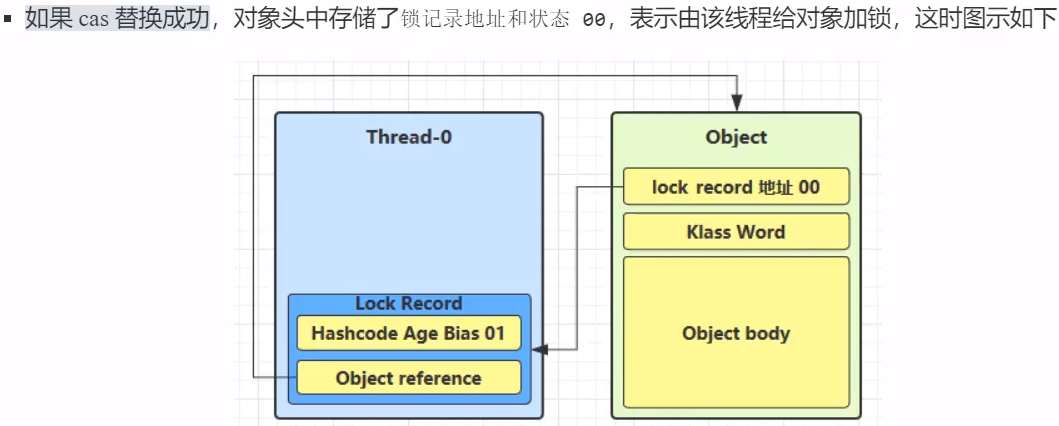 如果 cas 替换成功，对象头中存储了锁记录地址和状态 00，表示由该线程给对象加锁，这时图示如下
Thread-0
Object
lock record 地址 00
Klass Word
Lock Record
Hashcode Age Bias 01
Object reference
Object body